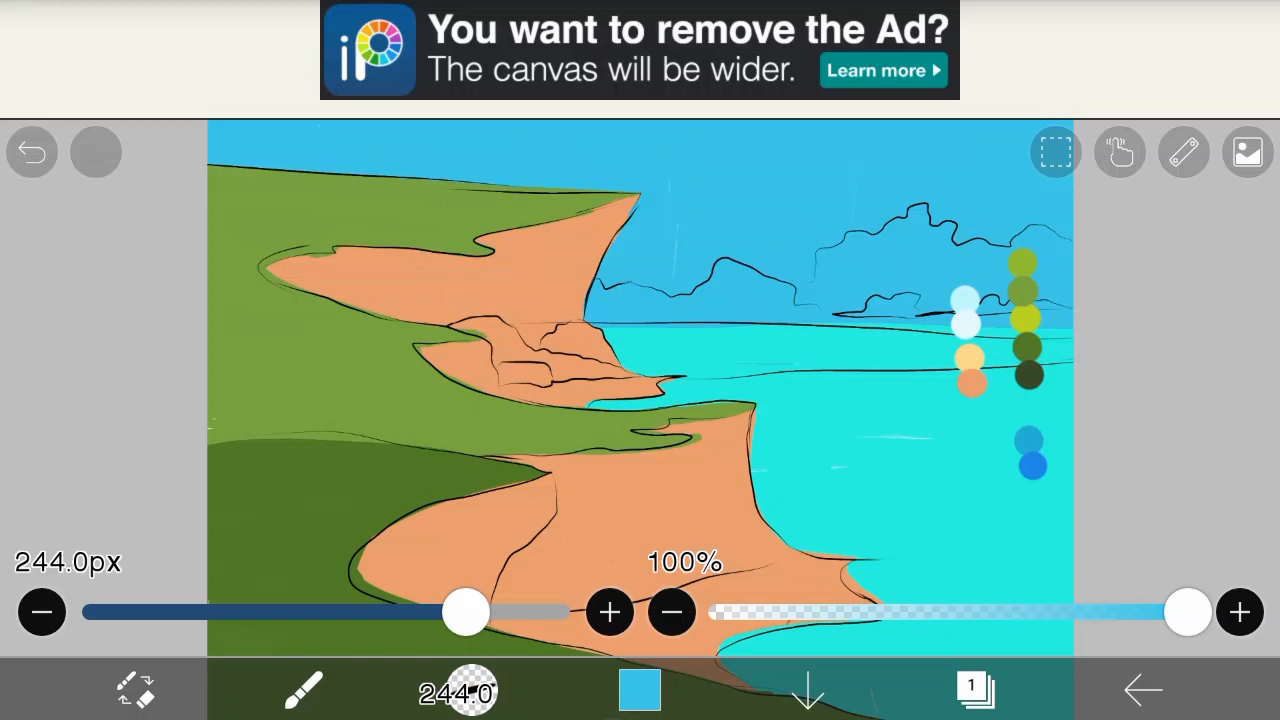 iP
You want to remove the Ad?
The canvas will be wider.
Learn more
244.0px
100%
244.0
1